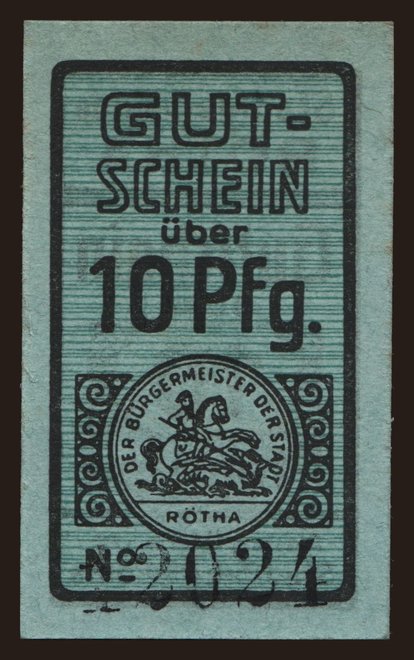 GUT-
SCHEIN
über
10 Pfg.
DER BÜRGERMEISTER DER STADT
RÖTHA
No 2024